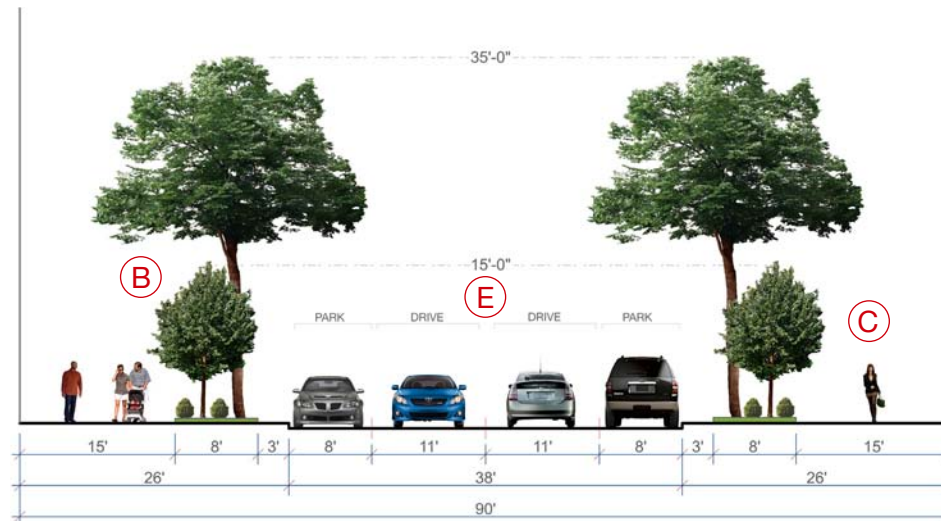 35'-0"
15'-0"
B
E
C
PARK DRIVE DRIVE PARK
15' 8' 3' 8' 11' 11' 8' 3' 8' 15'
26' 38' 26'
90'